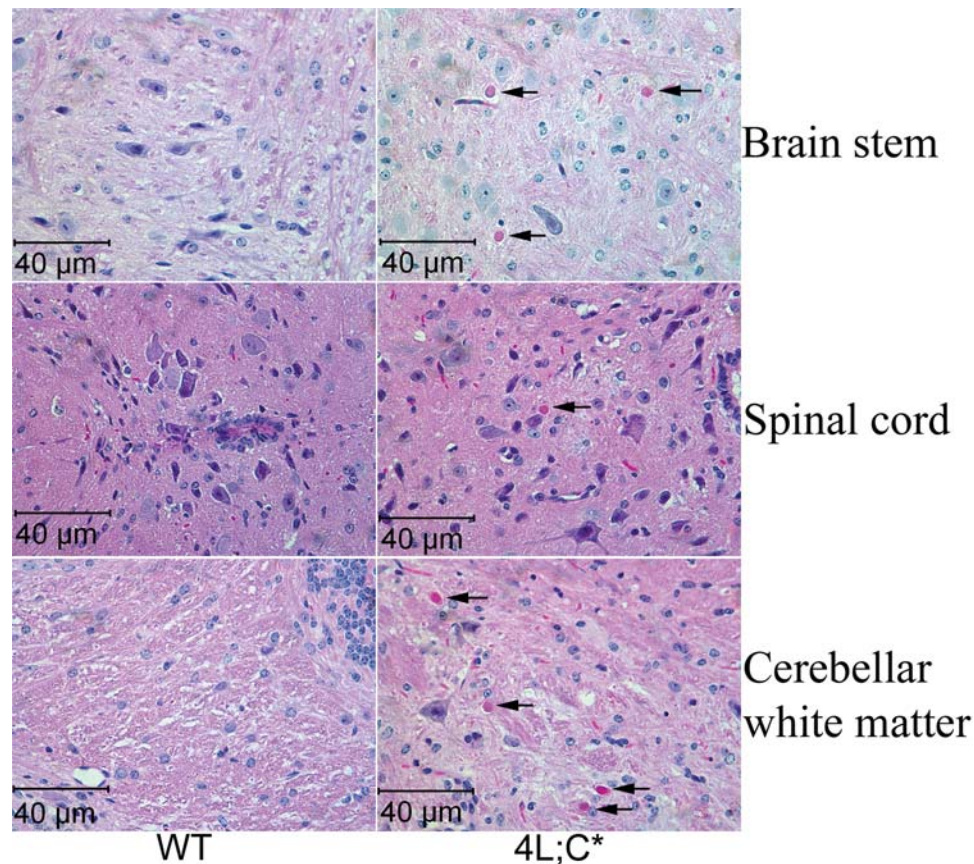 Brain stem
40 µm
40 µm
Spinal cord
40 µm
40 µm
Cerebellar
white matter
40 µm
40 µm
WT
4L;C*